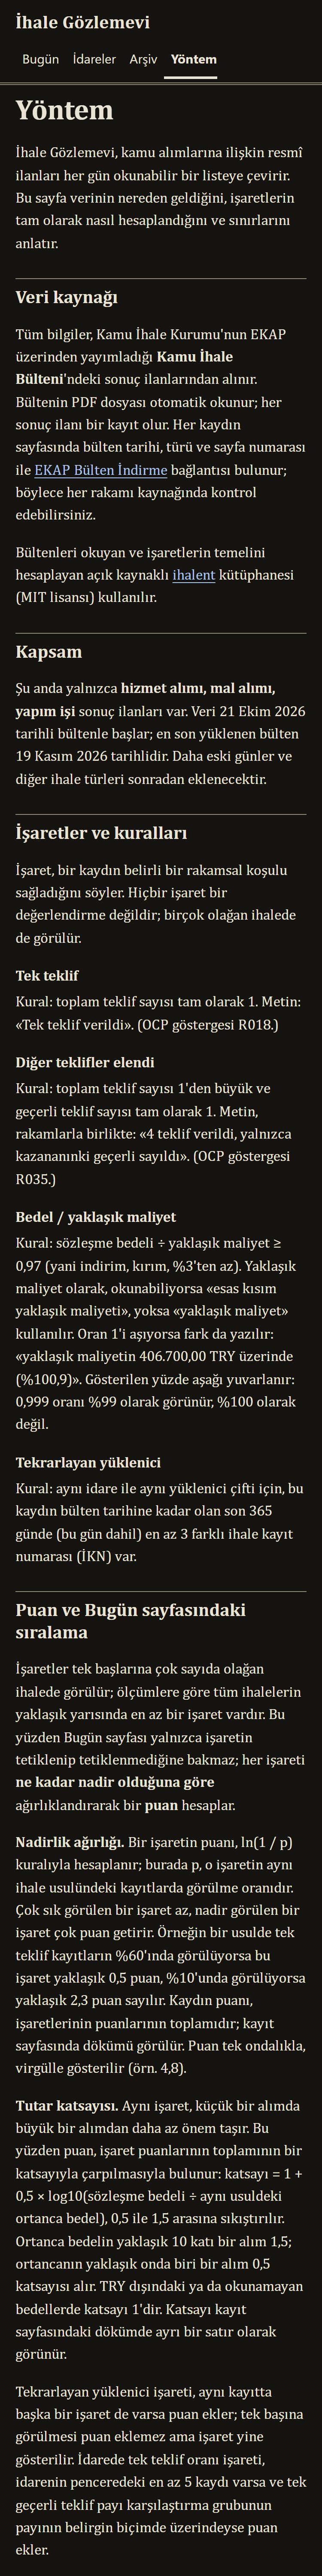 İhale Gözlemevi
Bugün İdareler Arşiv Yöntem
Yöntem
İhale Gözlemevi, kamu alımlarına ilişkin resmî
ilanları her gün okunabilir bir listeye çevirir.
Bu sayfa verinin nereden geldiğini, işaretlerin
tam olarak nasıl hesaplandığını ve sınırlarını
anlatır.
Veri kaynağı
Tüm bilgiler, Kamu İhale Kurumu'nun EKAP
üzerinden yayımladığı Kamu İhale
Bülteni'ndeki sonuç ilanlarından alınır.
Bültenin PDF dosyası otomatik okunur; her
sonuç ilanı bir kayıt olur. Her kaydın
sayfasında bülten tarihi, türü ve sayfa numarası
ile EKAP Bülten İndirme bağlantısı bulunur;
böylece her rakamı kaynağında kontrol
edebilirsiniz.
Bültenleri okuyan ve işaretlerin temelini
hesaplayan açık kaynaklı ihalent kütüphanesi
(MIT lisansı) kullanılır.
Kapsam
Şu anda yalnızca hizmet alımı, mal alımı,
yapım işi sonuç ilanları var. Veri 21 Ekim 2026
tarihli bültenle başlar; en son yüklenen bülten
19 Kasım 2026 tarihlidir. Daha eski günler ve
diğer ihale türleri sonradan eklenecektir.
İşaretler ve kuralları
İşaret, bir kaydın belirli bir rakamsal koşulu
sağladığını söyler. Hiçbir işaret bir
değerlendirme değildir; birçok olağan ihalede
de görülür.
Tek teklif
Kural: toplam teklif sayısı tam olarak 1. Metin:
«Tek teklif verildi». (OCP göstergesi R018.)
Diğer teklifler elendi
Kural: toplam teklif sayısı 1'den büyük ve
geçerli teklif sayısı tam olarak 1. Metin,
rakamlarla birlikte: «4 teklif verildi, yalnızca
kazananınki geçerli sayıldı». (OCP göstergesi
R035.)
Bedel / yaklaşık maliyet
Kural: sözleşme bedeli ÷ yaklaşık maliyet ≥
0,97 (yani indirim, kırım, %3'ten az). Yaklaşık
maliyet olarak, okunabiliyorsa «esas kısım
yaklaşık maliyeti», yoksa «yaklaşık maliyet»
kullanılır. Oran 1'i aşıyorsa fark da yazılır:
«yaklaşık maliyetin 406.700,00 TRY üzerinde
(%100,9)». Gösterilen yüzde aşağı yuvarlanır:
0,999 oranı %99 olarak görünür, %100 olarak
değil.
Tekrarlayan yüklenici
Kural: aynı idare ile aynı yüklenici çifti için, bu
kaydın bülten tarihine kadar olan son 365
günde (bu gün dahil) en az 3 farklı ihale kayıt
numarası (İKN) var.
Puan ve Bugün sayfasındaki
sıralama
İşaretler tek başlarına çok sayıda olağan
ihalede görülür; ölçümlere göre tüm ihalelerin
yaklaşık yarısında en az bir işaret vardır. Bu
yüzden Bugün sayfası yalnızca işaretin
tetiklenip tetiklenmediğine bakmaz; her işareti
ne kadar nadir olduğuna göre
ağırlıklandırarak bir puan hesaplar.
Nadirlik ağırlığı. Bir işaretin puanı, ln(1 / p)
kuralıyla hesaplanır; burada p, o işaretin aynı
ihale usulündeki kayıtlarda görülme oranıdır.
Çok sık görülen bir işaret az, nadir görülen bir
işaret çok puan getirir. Örneğin bir usulde tek
teklif kayıtların %60'ında görülüyorsa bu
işaret yaklaşık 0,5 puan, %10'unda görülüyorsa
yaklaşık 2,3 puan sayılır. Kaydın puanı,
işaretlerinin puanlarının toplamıdır; kayıt
sayfasında dökümü görülür. Puan tek ondalıkla,
virgülle gösterilir (örn. 4,8).
Tutar katsayısı. Aynı işaret, küçük bir alımda
büyük bir alımdan daha az önem taşır. Bu
yüzden puan, işaret puanlarının toplamının bir
katsayıyla çarpılmasıyla bulunur: katsayı = 1 +
0,5 × log10(sözleşme bedeli ÷ aynı usuldeki
ortanca bedel), 0,5 ile 1,5 arasına sıkıştırılır.
Ortanca bedelin yaklaşık 10 katı bir alım 1,5;
ortancanın yaklaşık onda biri bir alım 0,5
katsayısı alır. TRY dışındaki ya da okunamayan
bedellerde katsayı 1'dir. Katsayı kayıt
sayfasındaki dökümde ayrı bir satır olarak
görünür.
Tekrarlayan yüklenici işareti, aynı kayıtta
başka bir işaret de varsa puan ekler; tek başına
görülmesi puan eklemez ama işaret yine
gösterilir. İdarede tek teklif oranı işareti,
idarenin penceredeki en az 5 kaydı varsa ve tek
geçerli teklif payı karşılaştırma grubunun
payının belirgin biçimde üzerindeyse puan
ekler.